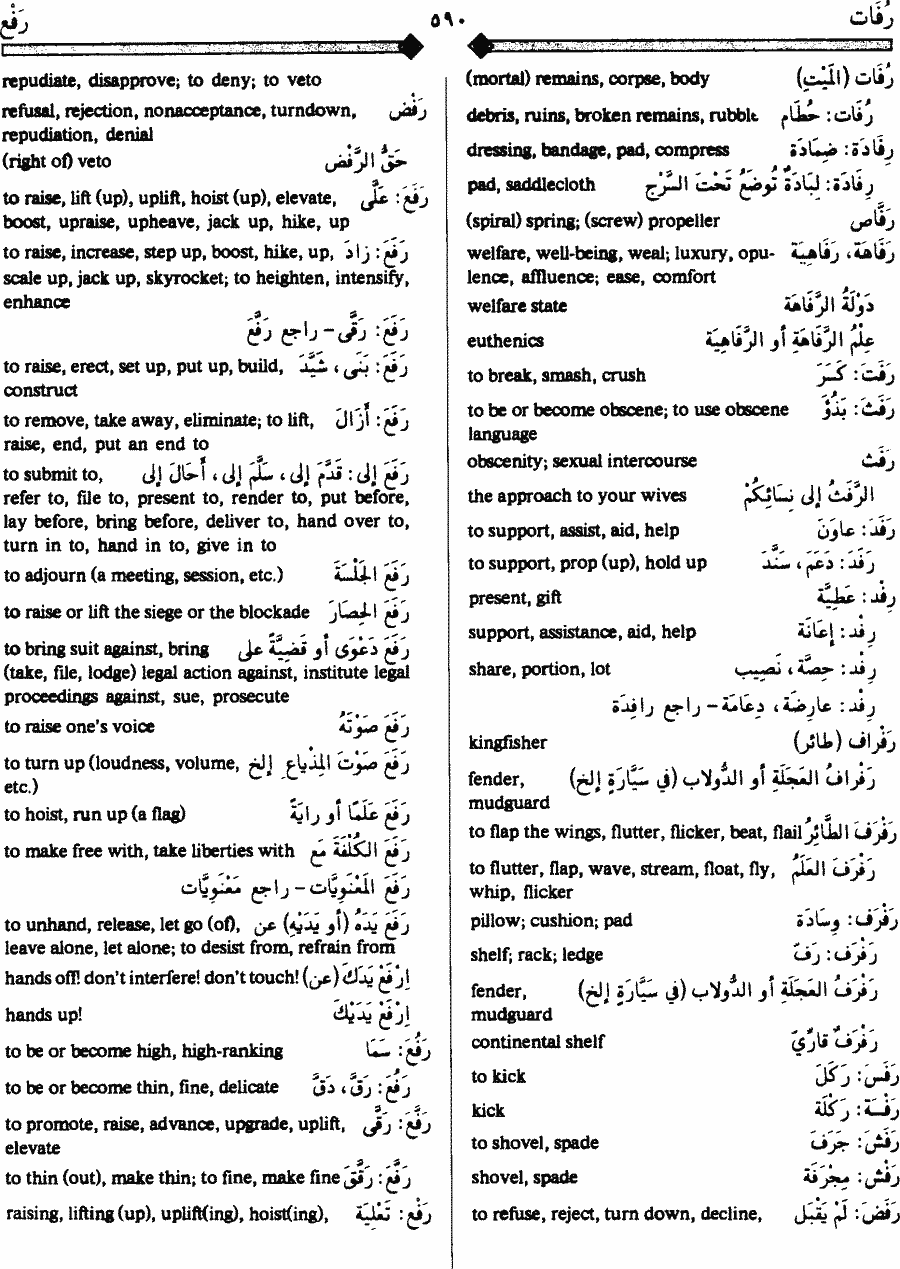 رُفَات ٥٩٠ رَفْع
رُفَات (المَيْتِ) (mortal) remains, corpse, body
رُفَات: حُطَام debris, ruins, broken remains, rubble
رِفَادَة: ضِمَادَة dressing, bandage, pad, compress
رِفَادَة: لِبَادَةٌ تُوضَعُ تَحْتَ السَّرْج pad, saddlecloth
رَفَّاص (spiral) spring; (screw) propeller
رَفَاهَة، رَفَاهِيَة welfare, well-being, weal; luxury, opu-
lence, affluence; ease, comfort
دَوْلَةُ الرَّفَاهَة welfare state
عِلْمُ الرَّفَاهَة أو الرَّفَاهِيَة euthenics
رَفَتَ: كَسَرَ to break, smash, crush
رَفَثَ: بَذُؤَ to be or become obscene; to use obscene
language
رَفَث obscenity; sexual intercourse
الرَّفَثُ إلى نِسَائِكُم the approach to your wives
رَفَدَ: عاوَنَ to support, assist, aid, help
رَفَدَ: دَعَمَ، سَنَدَ to support, prop (up), hold up
رِفْد: عَطِيَّة present, gift
رِفْد: إعَانَة support, assistance, aid, help
رِفْد: حِصَّة، نَصِيب share, portion, lot
رِفْد: عارِضَة، دِعَامَة - راجع رافِدَة
رَفْرَاف (طائر) kingfisher
رَفْرَافُ العَجَلَةِ أو الدُّولاب (في سَيَّارَةٍ إلخ) fender,
mudguard
رَفْرَفَ الطَّائِرُ to flap the wings, flutter, flicker, beat, flail
رَفْرَفَ العَلَمُ to flutter, flap, wave, stream, float, fly,
whip, flicker
رَفْرَف: وِسَادَة pillow; cushion; pad
رَفْرَف: رَفّ shelf; rack; ledge
رَفْرَفُ العَجَلَةِ أو الدُّولاب (في سَيَّارَةٍ إلخ) fender,
mudguard
رَفْرَفٌ قارِّيّ continental shelf
رَفَسَ: رَكَلَ to kick
رَفْسَة: رَكْلَة kick
رَفَشَ: جَرَفَ to shovel, spade
رَفْش: مِجْرَفَة shovel, spade
رَفَضَ: لَمْ يَقْبَل to refuse, reject, turn down, decline,
repudiate, disapprove; to deny; to veto
رَفْض refusal, rejection, nonacceptance, turndown,
repudiation, denial
حَقُّ الرَّفْض (right of) veto
رَفَعَ: عَلَّى to raise, lift (up), uplift, hoist (up), elevate,
boost, upraise, upheave, jack up, hike, up
رَفَعَ: زادَ to raise, increase, step up, boost, hike, up,
scale up, jack up, skyrocket; to heighten, intensify,
enhance
رَفَعَ: رَقَّى - راجع رَفَّعَ
رَفَعَ: بَنَى، شَيَّدَ to raise, erect, set up, put up, build,
construct
رَفَعَ: أَزَالَ to remove, take away, eliminate; to lift,
raise, end, put an end to
رَفَعَ إلى: قَدَّمَ إلى، سَلَّمَ إلى، أَحَالَ إلى to submit to,
refer to, file to, present to, render to, put before,
lay before, bring before, deliver to, hand over to,
turn in to, hand in to, give in to
رَفَعَ الجَلْسَةَ to adjourn (a meeting, session, etc.)
رَفَعَ الحِصَارَ to raise or lift the siege or the blockade
رَفَعَ دَعْوَى أو قَضِيَّةً على to bring suit against, bring
(take, file, lodge) legal action against, institute legal
proceedings against, sue, prosecute
رَفَعَ صَوْتَهُ to raise one's voice
رَفَعَ صَوْتَ المِذْيَاعِ إلخ to turn up (loudness, volume,
etc.)
رَفَعَ عَلَمًا أو رايَةً to hoist, run up (a flag)
رَفَعَ الكُلْفَةَ مَعَ to make free with, take liberties with
رَفَعَ المَعْنَوِيَّات - راجع مَعْنَوِيَّات
رَفَعَ يَدَهُ (أو يَدَيْهِ) عن to unhand, release, let go (of),
leave alone, let alone; to desist from, refrain from
اِرْفَعْ يَدَكَ (عن)! hands off! don't interfere! don't touch!
اِرْفَعْ يَدَيْكَ hands up!
رَفُعَ: سَمَا to be or become high, high-ranking
رَفُعَ: رَقَّ، دَقَّ to be or become thin, fine, delicate
رَفَّعَ: رَقَّى to promote, raise, advance, upgrade, uplift,
elevate
رَفَّعَ: رَقَّقَ to thin (out), make thin; to fine, make fine
رَفْع: تَعْلِيَة raising, lifting (up), uplift(ing), hoist(ing),